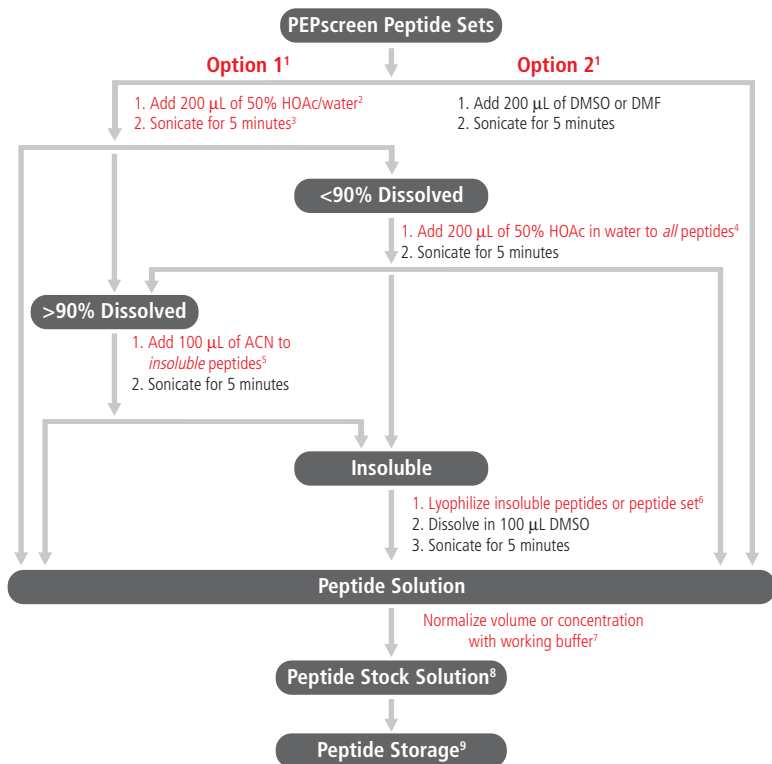 PEPscreen Peptide Sets
Option 1¹
Option 2¹
1. Add 200 µL of 50% HOAc/water²
2. Sonicate for 5 minutes³
1. Add 200 µL of DMSO or DMF
2. Sonicate for 5 minutes
<90% Dissolved
1. Add 200 µL of 50% HOAc in water to all peptides⁴
2. Sonicate for 5 minutes
>90% Dissolved
1. Add 100 µL of ACN to
insoluble peptides⁵
2. Sonicate for 5 minutes
Insoluble
1. Lyophilize insoluble peptides or peptide set⁶
2. Dissolve in 100 µL DMSO
3. Sonicate for 5 minutes
Peptide Solution
Normalize volume or concentration
with working buffer⁷
Peptide Stock Solution⁸
Peptide Storage⁹